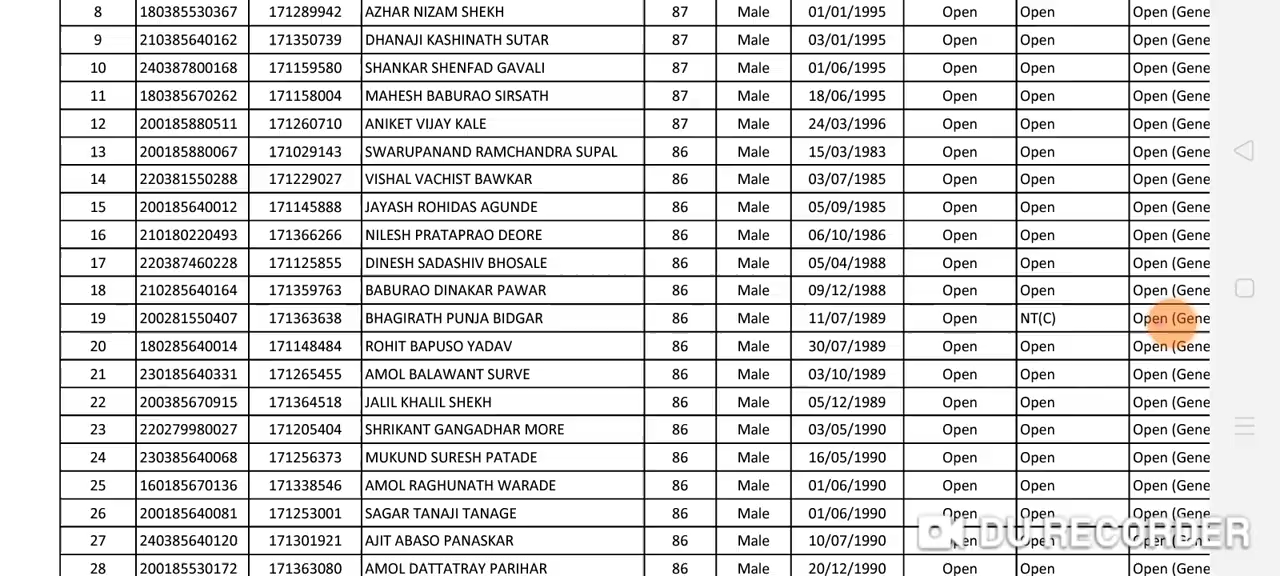 8 180385530367 171289942 AZHAR NIZAM SHEKH 87 Male 01/01/1995 Open Open Open (Gene
9 210385640162 171350739 DHANAJI KASHINATH SUTAR 87 Male 03/01/1995 Open Open Open (Gene
10 240387800168 171159580 SHANKAR SHENFAD GAVALI 87 Male 01/06/1995 Open Open Open (Gene
11 180385670262 171158004 MAHESH BABURAO SIRSATH 87 Male 18/06/1995 Open Open Open (Gene
12 200185880511 171260710 ANIKET VIJAY KALE 87 Male 24/03/1996 Open Open Open (Gene
13 200185880067 171029143 SWARUPANAND RAMCHANDRA SUPAL 86 Male 15/03/1983 Open Open Open (Gene
14 220381550288 171229027 VISHAL VACHIST BAWKAR 86 Male 03/07/1985 Open Open Open (Gene
15 200185640012 171145888 JAYASH ROHIDAS AGUNDE 86 Male 05/09/1985 Open Open Open (Gene
16 210180220493 171366266 NILESH PRATAPRAO DEORE 86 Male 06/10/1986 Open Open Open (Gene
17 220387460228 171125855 DINESH SADASHIV BHOSALE 86 Male 05/04/1988 Open Open Open (Gene
18 210285640164 171359763 BABURAO DINAKAR PAWAR 86 Male 09/12/1988 Open Open Open (Gene
19 200281550407 171363638 BHAGIRATH PUNJA BIDGAR 86 Male 11/07/1989 Open NT(C) Open (Gene
20 180285640014 171148484 ROHIT BAPUSO YADAV 86 Male 30/07/1989 Open Open Open (Gene
21 230185640331 171265455 AMOL BALAWANT SURVE 86 Male 03/10/1989 Open Open Open (Gene
22 200385670915 171364518 JALIL KHALIL SHEKH 86 Male 05/12/1989 Open Open Open (Gene
23 220279980027 171205404 SHRIKANT GANGADHAR MORE 86 Male 03/05/1990 Open Open Open (Gene
24 230385640068 171256373 MUKUND SURESH PATADE 86 Male 16/05/1990 Open Open Open (Gene
25 160185670136 171338546 AMOL RAGHUNATH WARADE 86 Male 01/06/1990 Open Open Open (Gene
26 200185640081 171253001 SAGAR TANAJI TANAGE 86 Male 01/06/1990 Open Open Open (Gene
27 240385640120 171301921 AJIT ABASO PANASKAR 86 Male 10/07/1990 Open Open Open (Gene
DU RECORDER
28 200185530172 171363080 AMOL DATTATRAY PARIHAR 86 Male 20/12/1990 Open Open Open (Gene